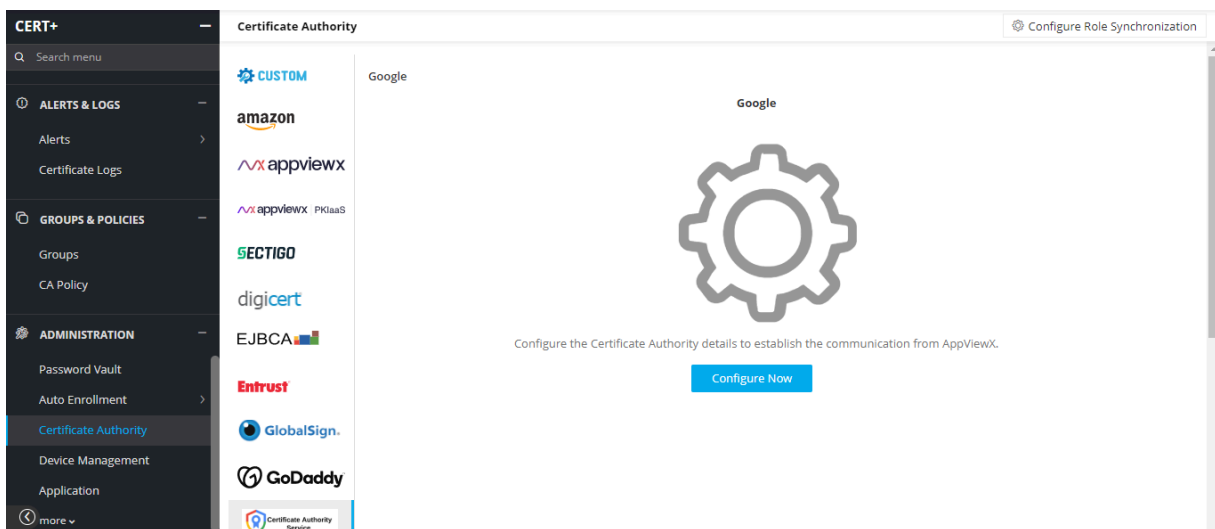 CERT+
Search menu
ALERTS & LOGS
Alerts
Certificate Logs
GROUPS & POLICIES
Groups
CA Policy
ADMINISTRATION
Password Vault
Auto Enrollment
Certificate Authority
Device Management
Application
more
Certificate Authority
Configure Role Synchronization
CUSTOM
amazon
appviewx
appviewx PKIaaS
SECTIGO
digicert
EJBCA
Entrust
GlobalSign.
GoDaddy
Certificate Authority
Service
Google
Google
Configure the Certificate Authority details to establish the communication from AppViewX.
Configure Now